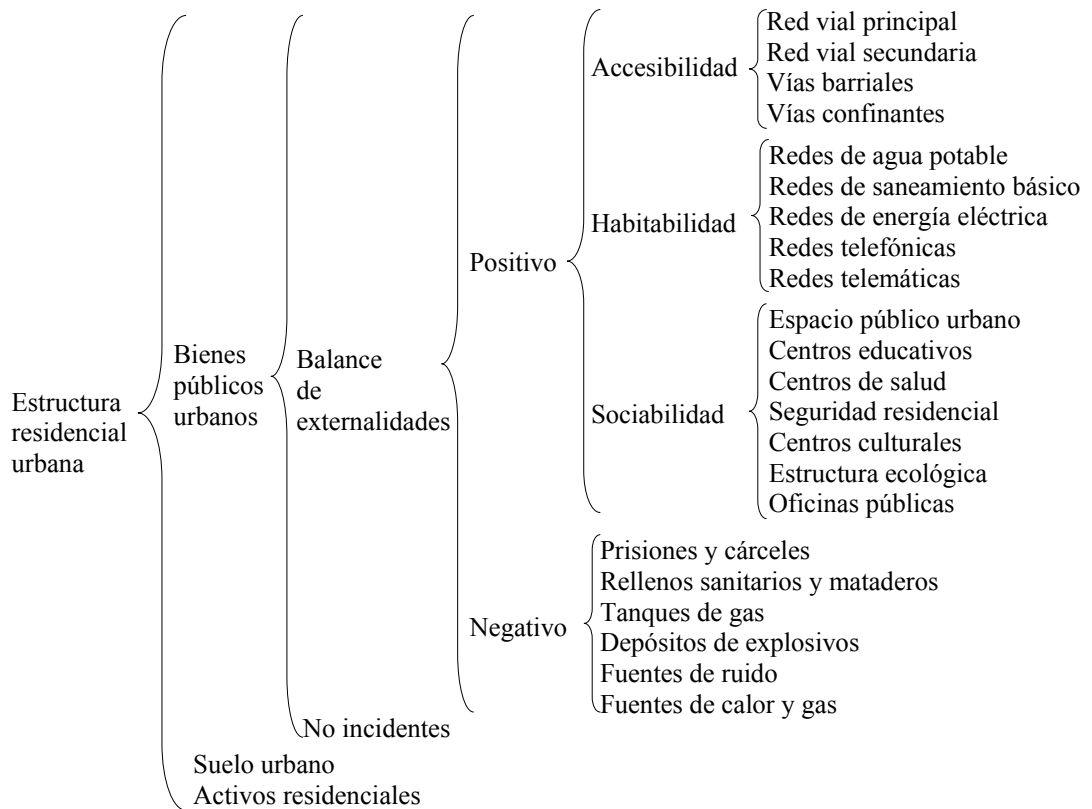 Estructura
residencial
urbana
Bienes
públicos
urbanos
Balance
de
externalidades
Positivo
Accesibilidad
Red vial principal
Red vial secundaria
Vías barriales
Vías confinantes
Habitabilidad
Redes de agua potable
Redes de saneamiento básico
Redes de energía eléctrica
Redes telefónicas
Redes telemáticas
Sociabilidad
Espacio público urbano
Centros educativos
Centros de salud
Seguridad residencial
Centros culturales
Estructura ecológica
Oficinas públicas
Negativo
Prisiones y cárceles
Rellenos sanitarios y mataderos
Tanques de gas
Depósitos de explosivos
Fuentes de ruido
Fuentes de calor y gas
No incidentes
Suelo urbano
Activos residenciales